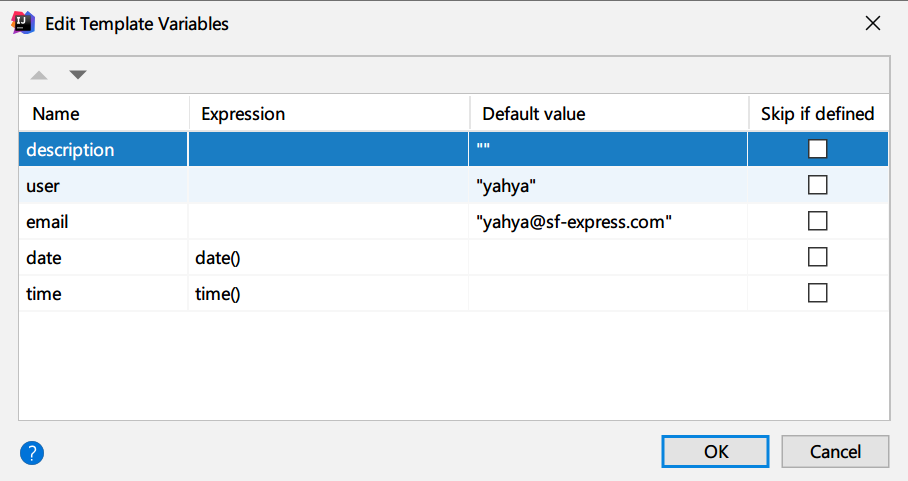 Edit Template Variables
Name Expression Default value Skip if defined
description ""
user "yahya"
email "yahya@sf-express.com"
date date()
time time()
? OK Cancel